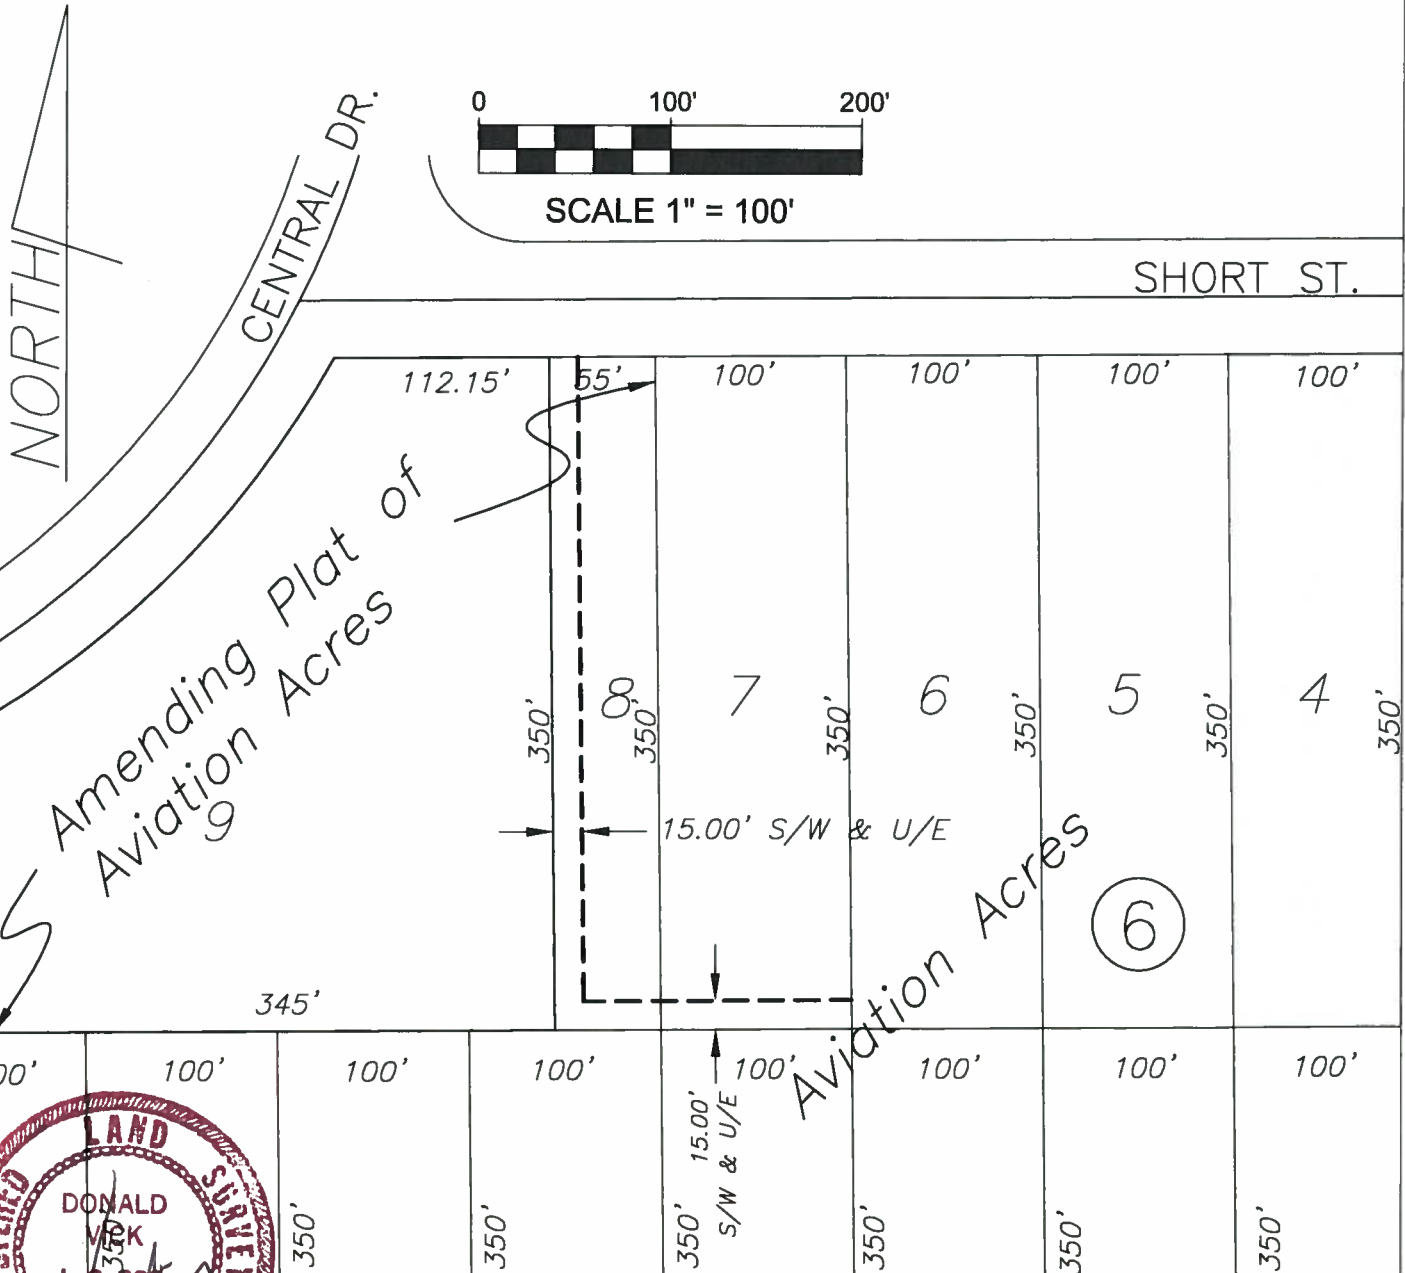 0 100' 200'
SCALE 1" = 100'
NORTH
CENTRAL DR.
SHORT ST.
112.15' 55' 100' 100' 100' 100'
Amending Plat of
Aviation Acres
9 8 7 6 5 4
350' 350' 350' 350' 350' 350'
15.00' S/W & U/E
Aviation Acres
6
345'
100' 100' 100' 100' 100' 100' 100'
15.00'
S/W & U/E
350' 350' 350' 350' 350' 350' 350'
LAND
DONALD
VICK